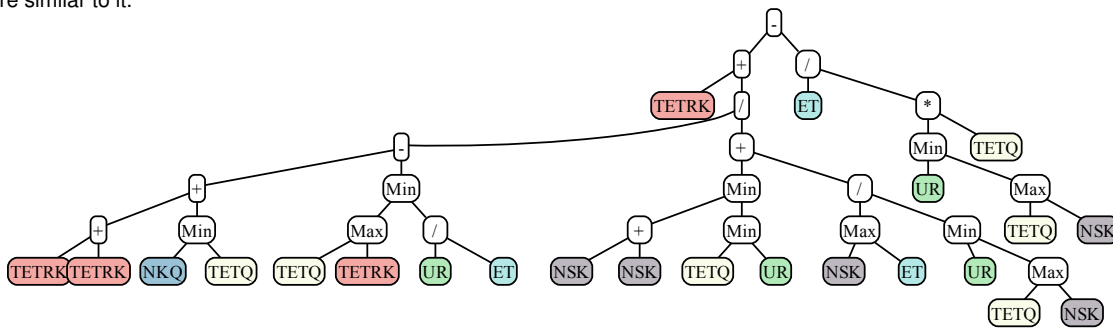 re similar to it.
-
+ /
TETRK / ET *
- + Min TETQ
+ Min Min / UR Max
+ Min Max / + Min Max Min TETQ NSK
TETRK TETRK NKQ TETQ TETQ TETRK UR ET NSK NSK TETQ UR NSK ET UR Max
TETQ NSK